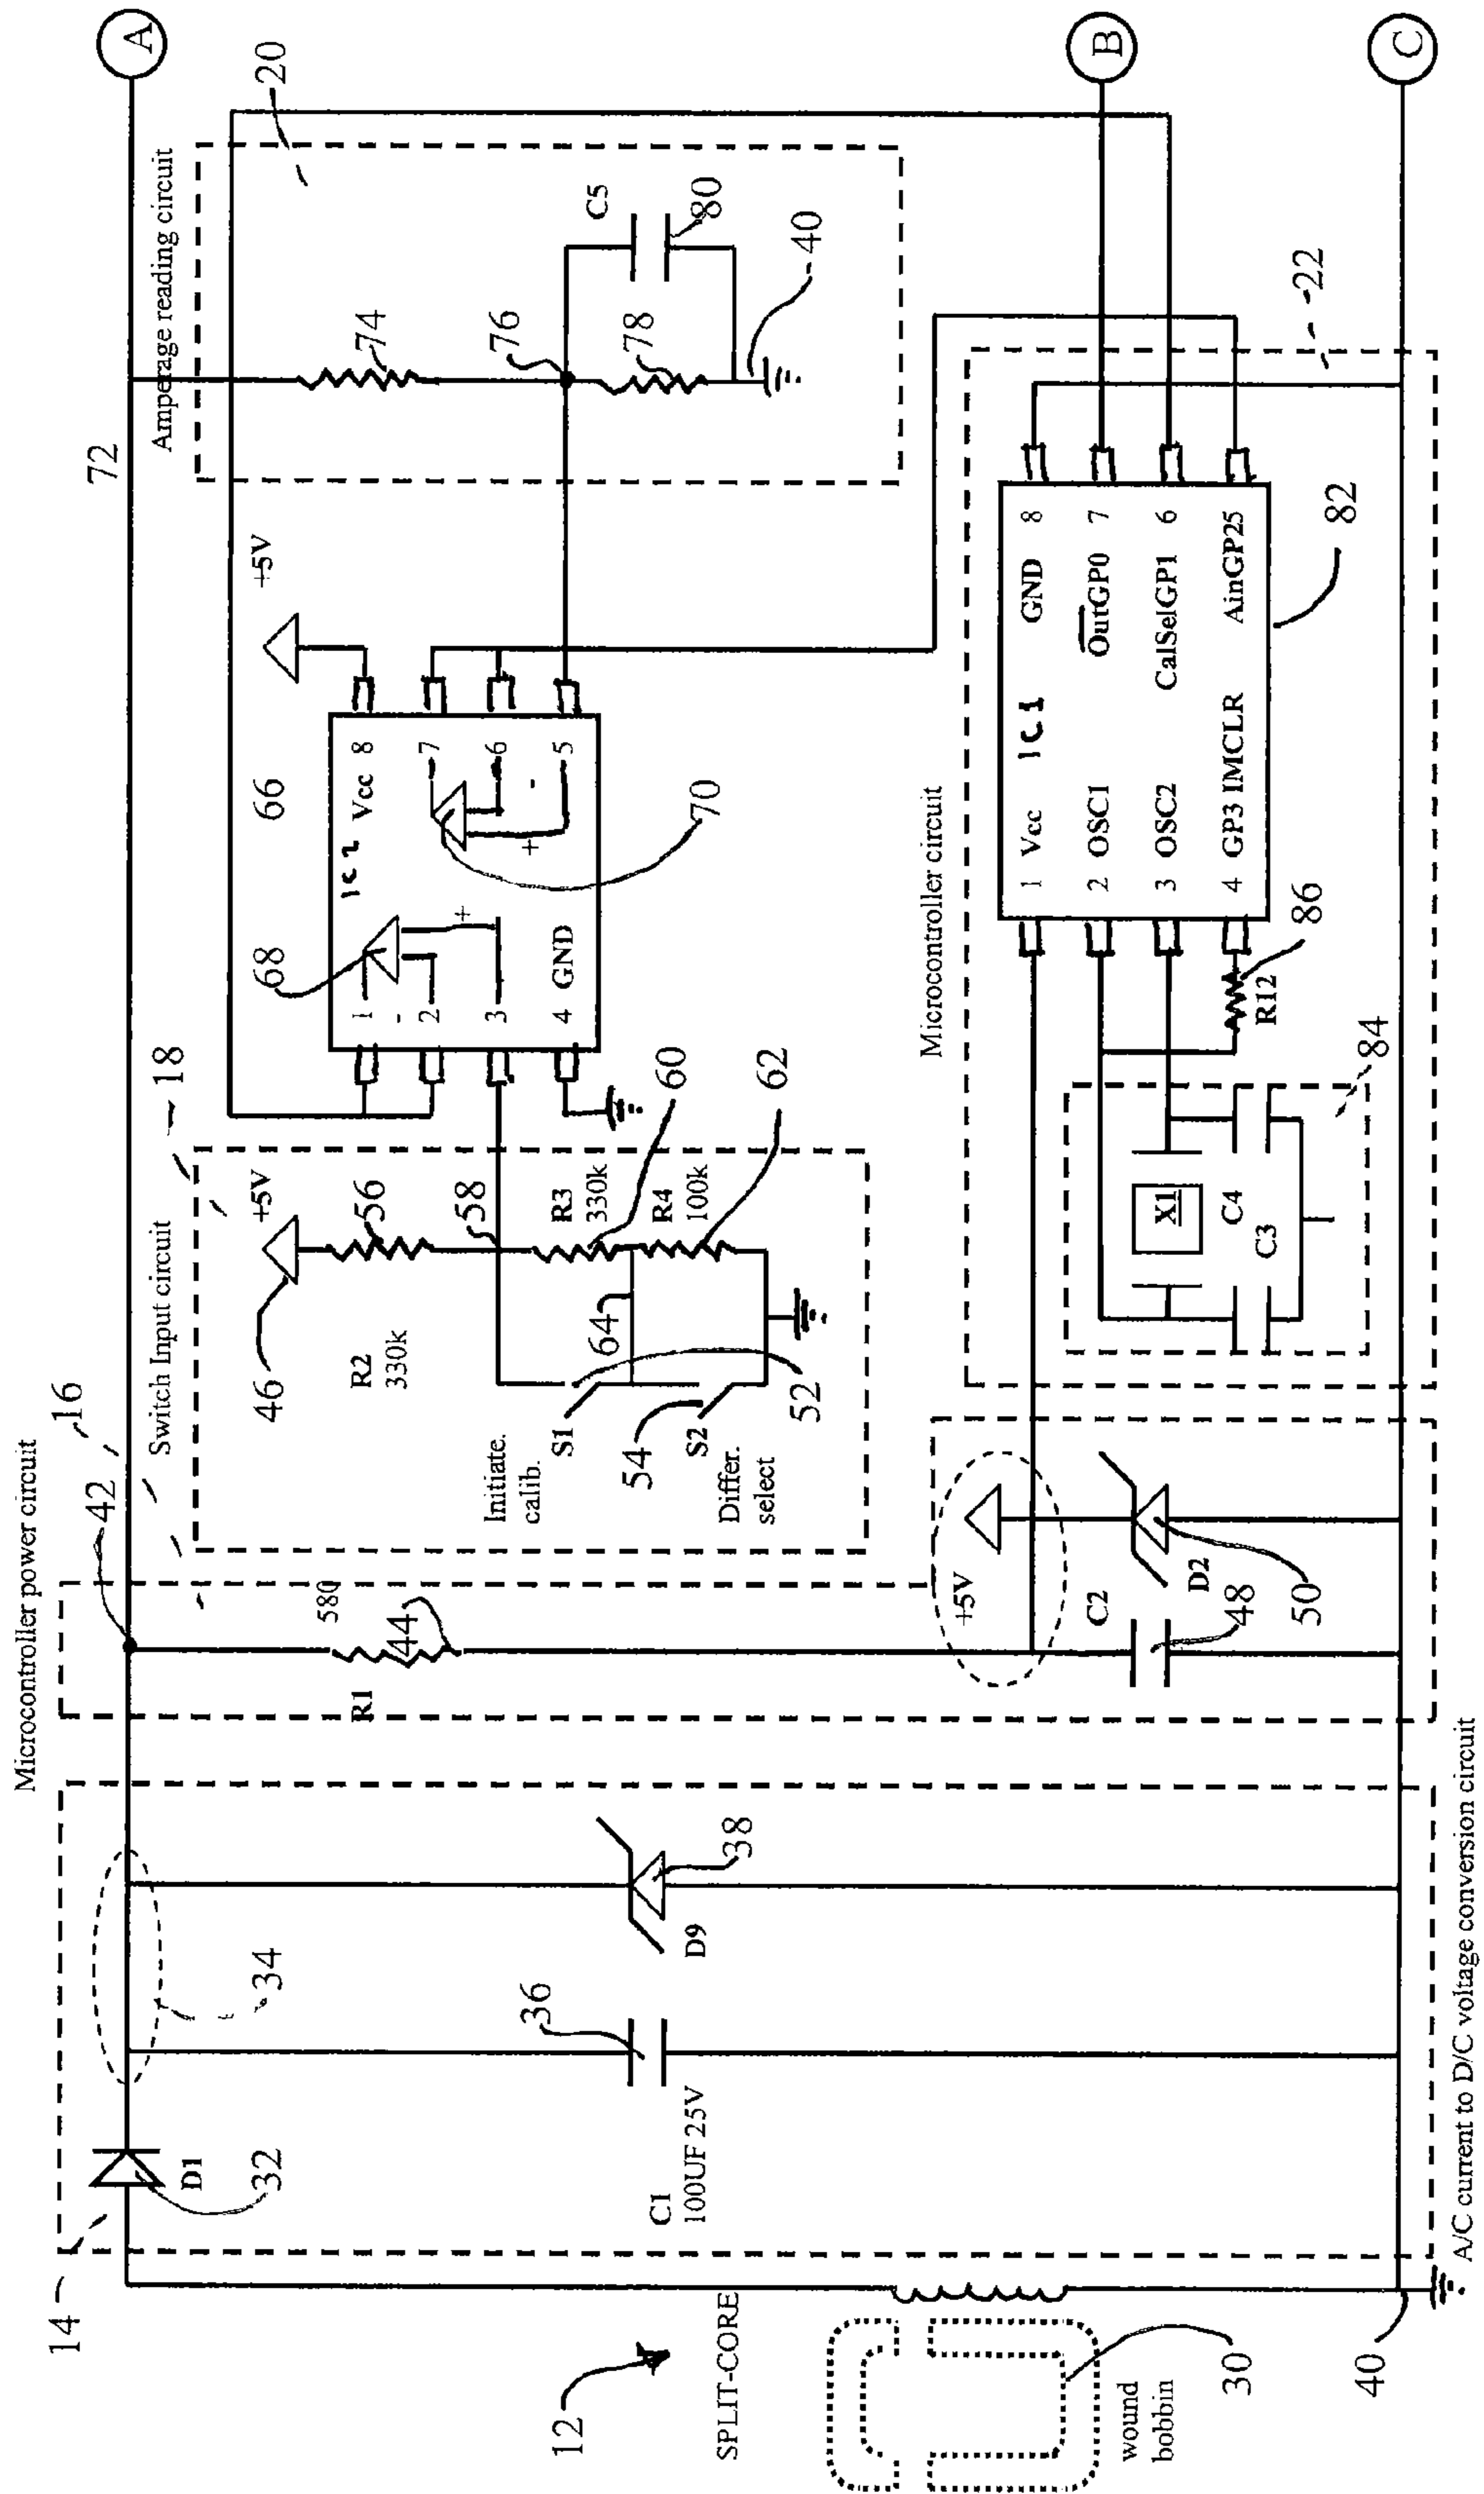 Microcontroller power circuit
A/C current to D/C voltage conversion circuit
14
12
SPLIT-CORE
wound
bobbin
30
40
D1
32
34
36
C1
100UF 25V
D9
38
42
16
R1
580
44
+5V
C2
48
D2
50
Switch Input circuit
18
46
+5V
R2
330k
56
58
R3
330k
60
R4
100k
62
64
Initiate.
calib.
S1
54
S2
Differ.
select
52
68
66
IC2
Vcc 8
1
-
2
3
4 GND
+
7
6
5
-
+
70
+5V
72
Amperage reading circuit
20
74
76
78
C5
80
40
Microcontroller circuit
22
X1
C4
C3
84
R12
86
IC1
1 Vcc
2 OSC1
3 OSC2
4 GP3 IMCLR
GND 8
OutGP0 7
CalSelGP1 6
AinGP25
82
A
B
C